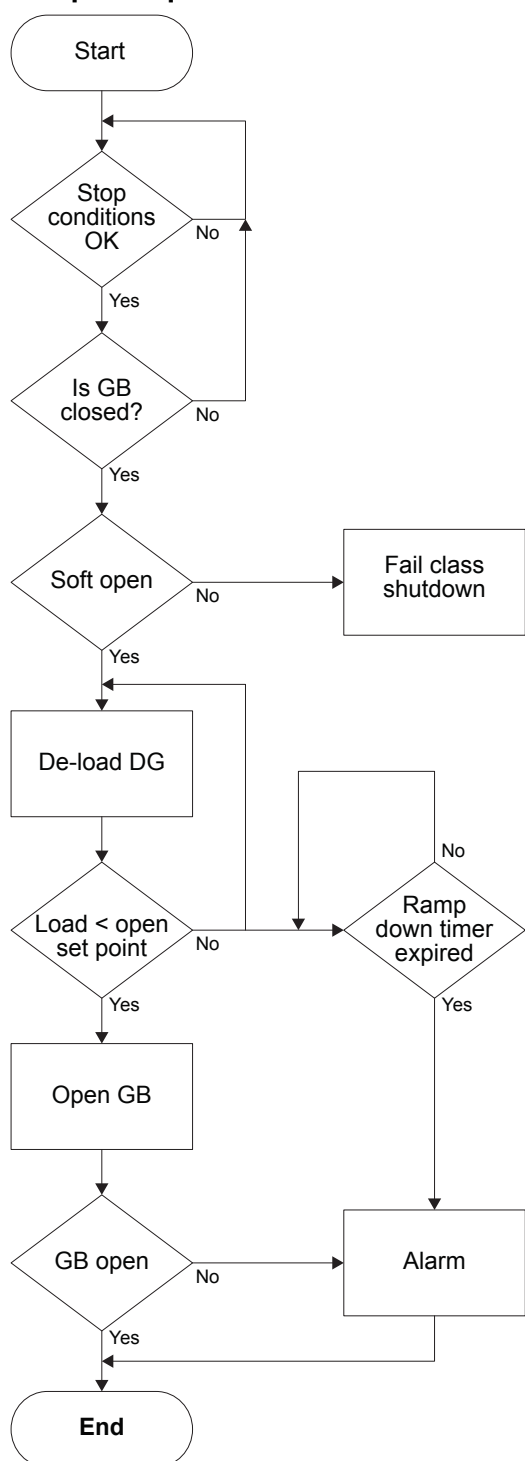 Start
Stop
conditions
OK
No
Yes
Is GB
closed?
No
Yes
Soft open
No
Fail class
shutdown
Yes
De-load DG
No
Load < open
set point
No
Ramp
down timer
expired
Yes
Yes
Open GB
GB open
No
Alarm
Yes
End